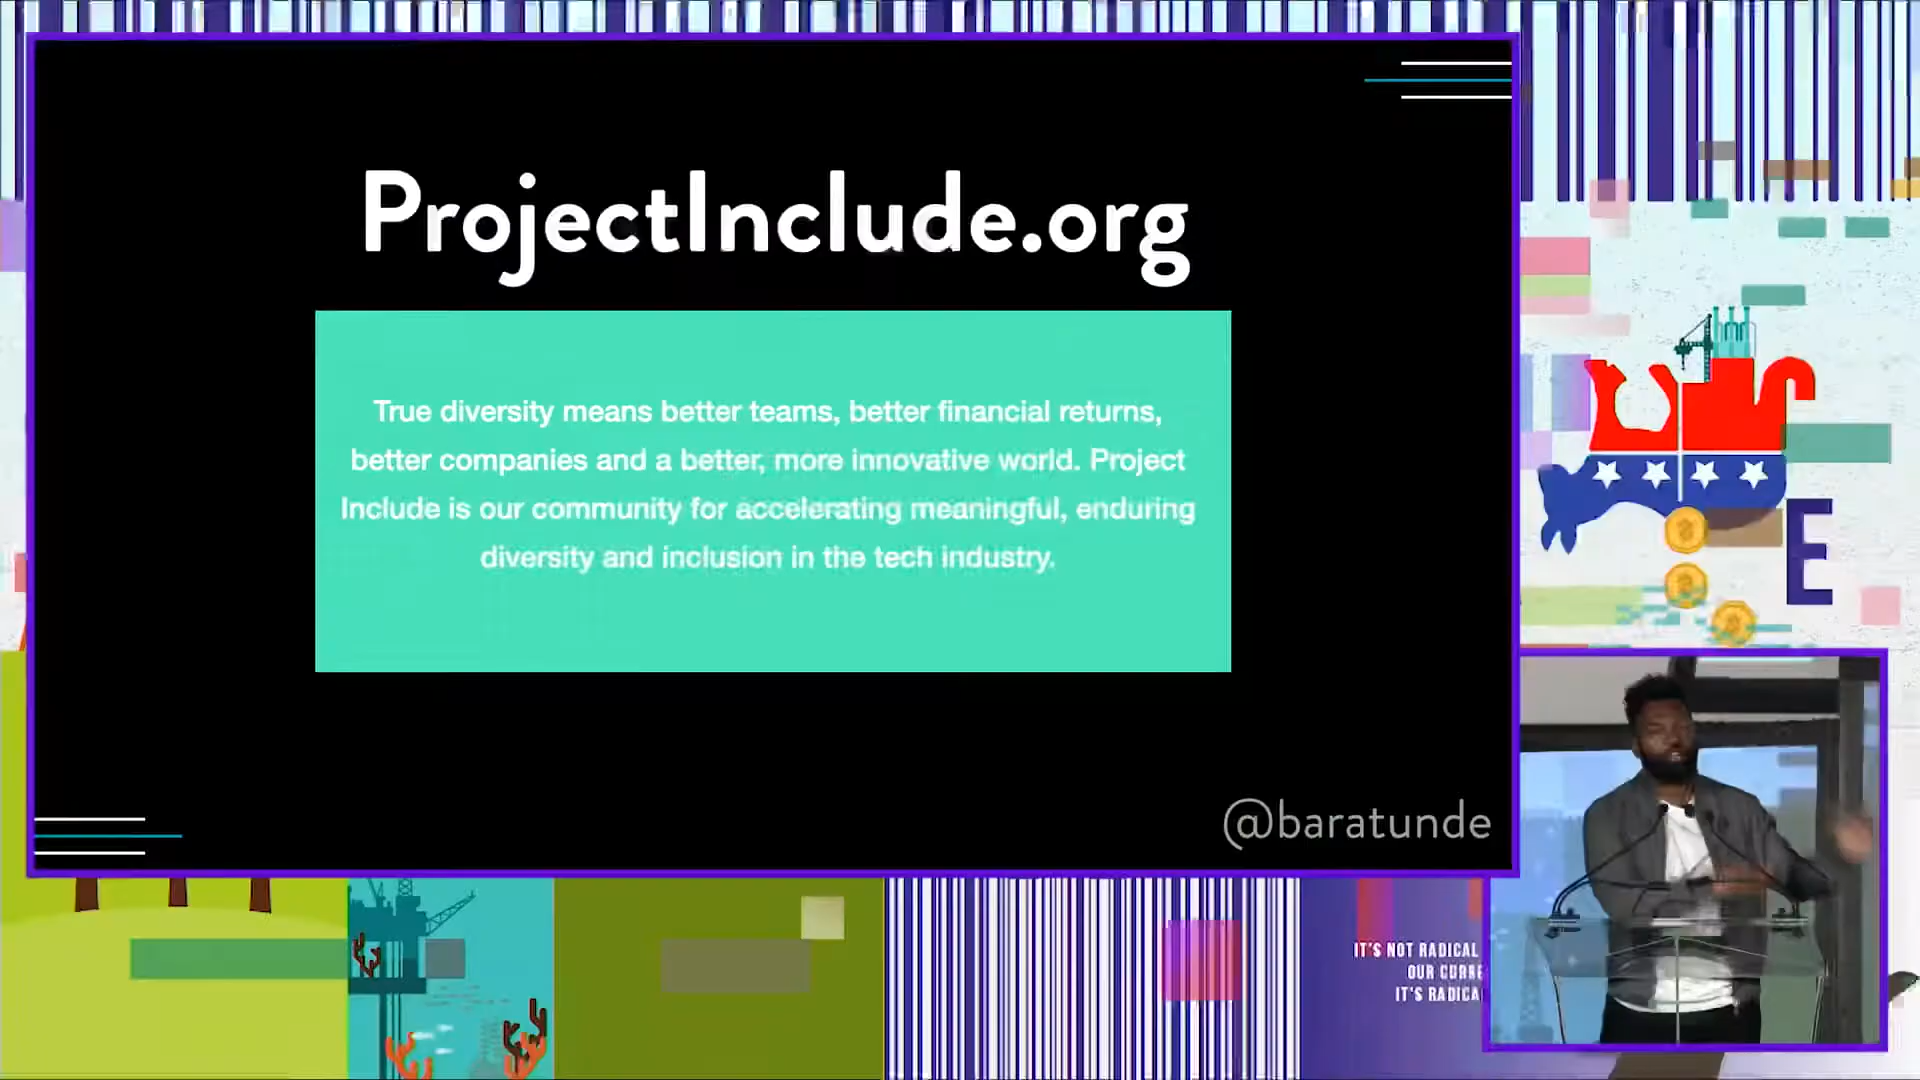 ProjectInclude.org
True diversity means better teams, better financial returns,
better companies and a better, more innovative world. Project
Include is our community for accelerating meaningful, enduring
diversity and inclusion in the tech industry.
@baratunde
E
IT'S NOT RADICAL
OUR CURRE
IT'S RADICA